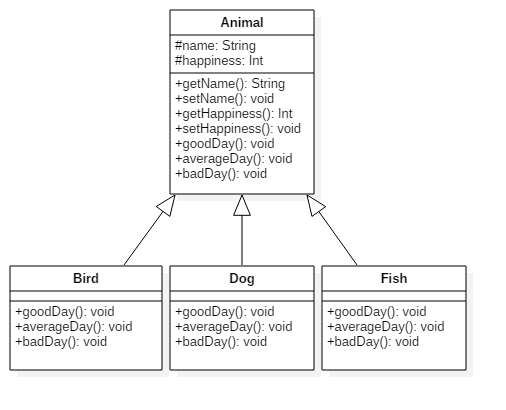 Animal
#name: String
#happiness: Int
+getName(): String
+setName(): void
+getHappiness(): Int
+setHappiness(): void
+goodDay(): void
+averageDay(): void
+badDay(): void
Bird
+goodDay(): void
+averageDay(): void
+badDay(): void
Dog
+goodDay(): void
+averageDay(): void
+badDay(): void
Fish
+goodDay(): void
+averageDay(): void
+badDay(): void